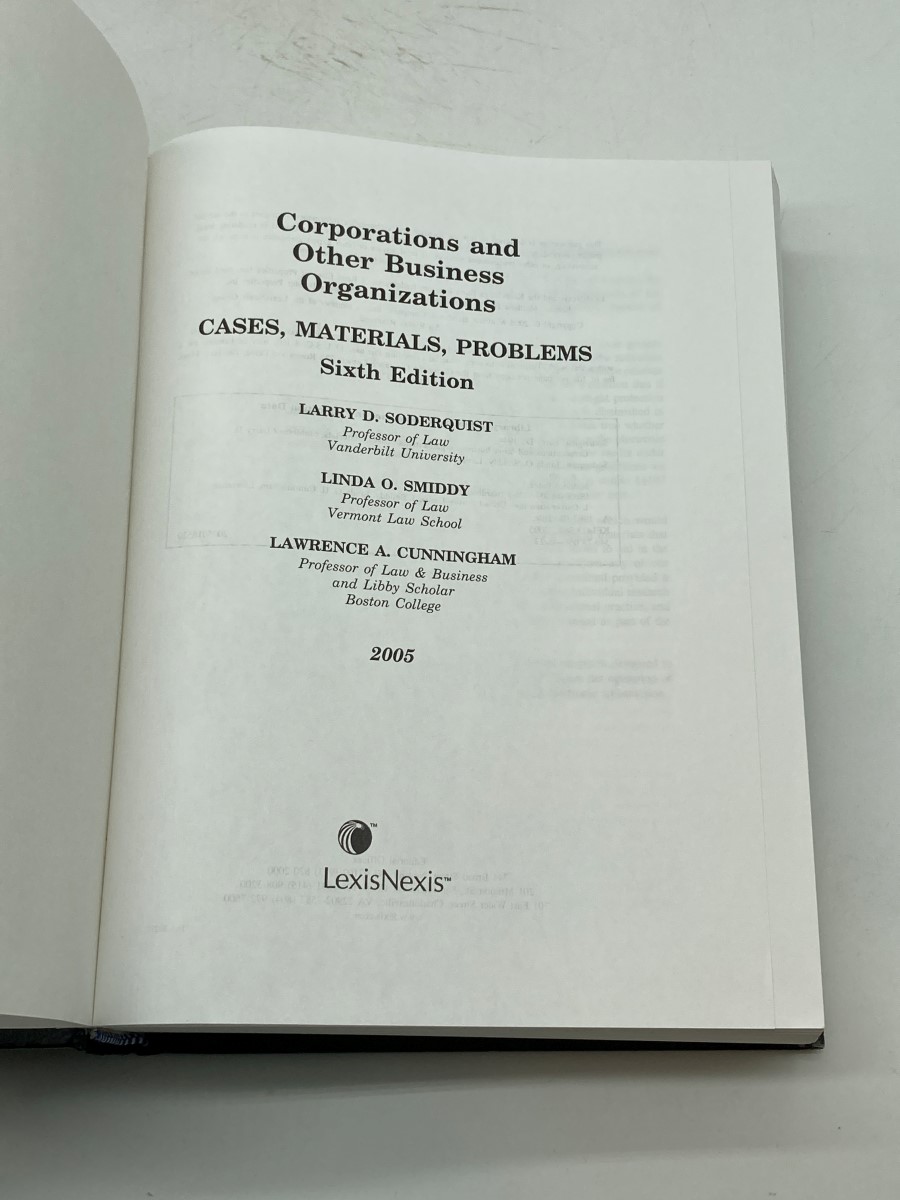 Corporations and
Other Business
Organizations
CASES, MATERIALS, PROBLEMS
Sixth Edition
LARRY D. SODERQUIST
Professor of Law
Vanderbilt University
LINDA O. SMIDDY
Professor of Law
Vermont Law School
LAWRENCE A. CUNNINGHAM
Professor of Law & Business
and Libby Scholar
Boston College
2005
LexisNexis™